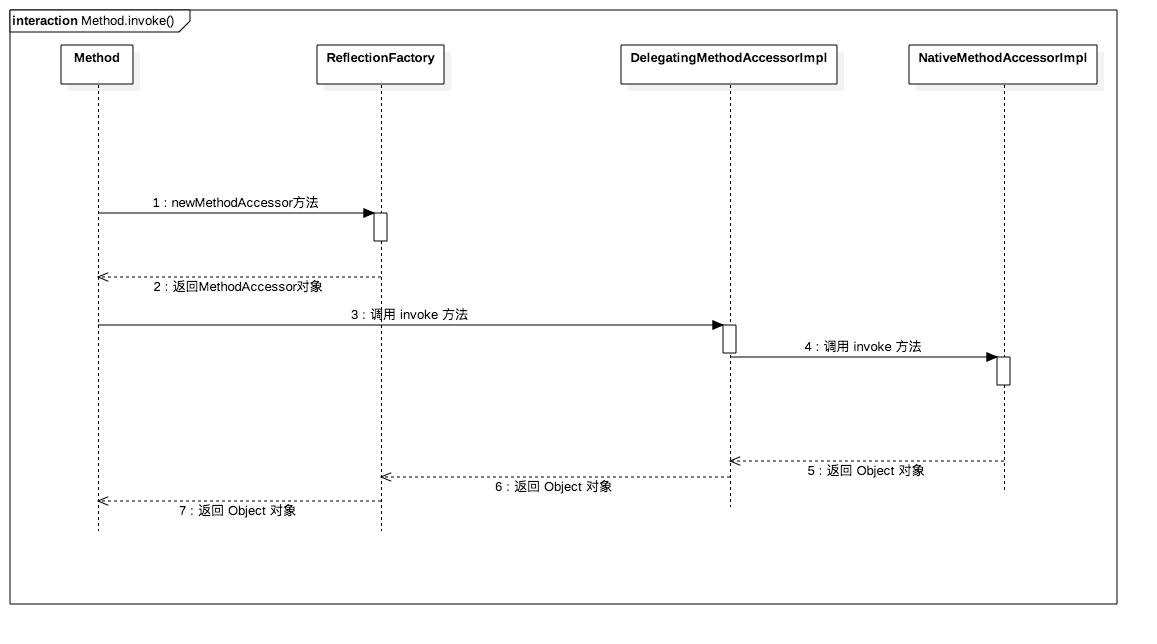 interaction Method.invoke()
Method
ReflectionFactory
DelegatingMethodAccessorImpl
NativeMethodAccessorImpl
1 : newMethodAccessor方法
2 : 返回MethodAccessor对象
3 : 调用 invoke 方法
4 : 调用 invoke 方法
5 : 返回 Object 对象
6 : 返回 Object 对象
7 : 返回 Object 对象